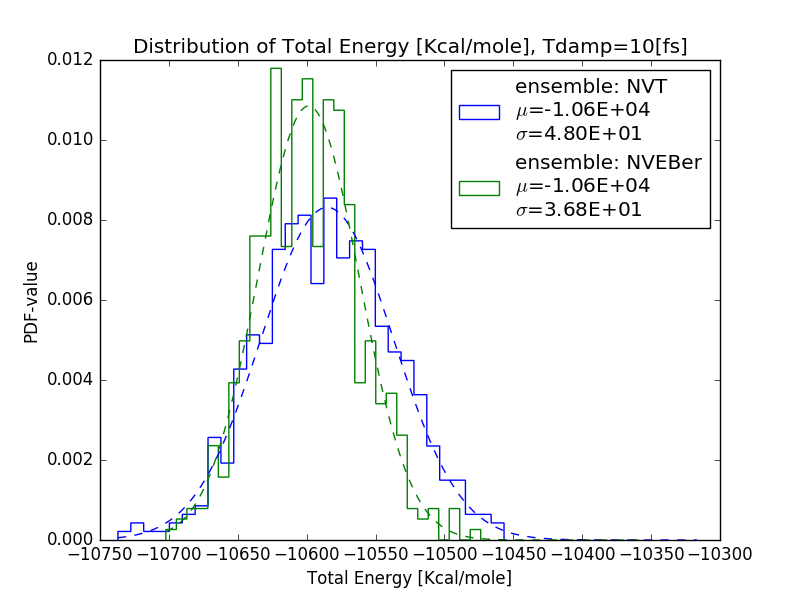 Distribution of Total Energy [Kcal/mole], Tdamp=10[fs]
0.012
0.010
0.008
0.006
0.004
0.002
0.000
PDF-value
ensemble: NVT
μ=-1.06E+04
σ=4.80E+01
ensemble: NVEBer
μ=-1.06E+04
σ=3.68E+01
−10750 −10700 −10650 −10600 −10550 −10500 −10450 −10400 −10350 −10300
Total Energy [Kcal/mole]